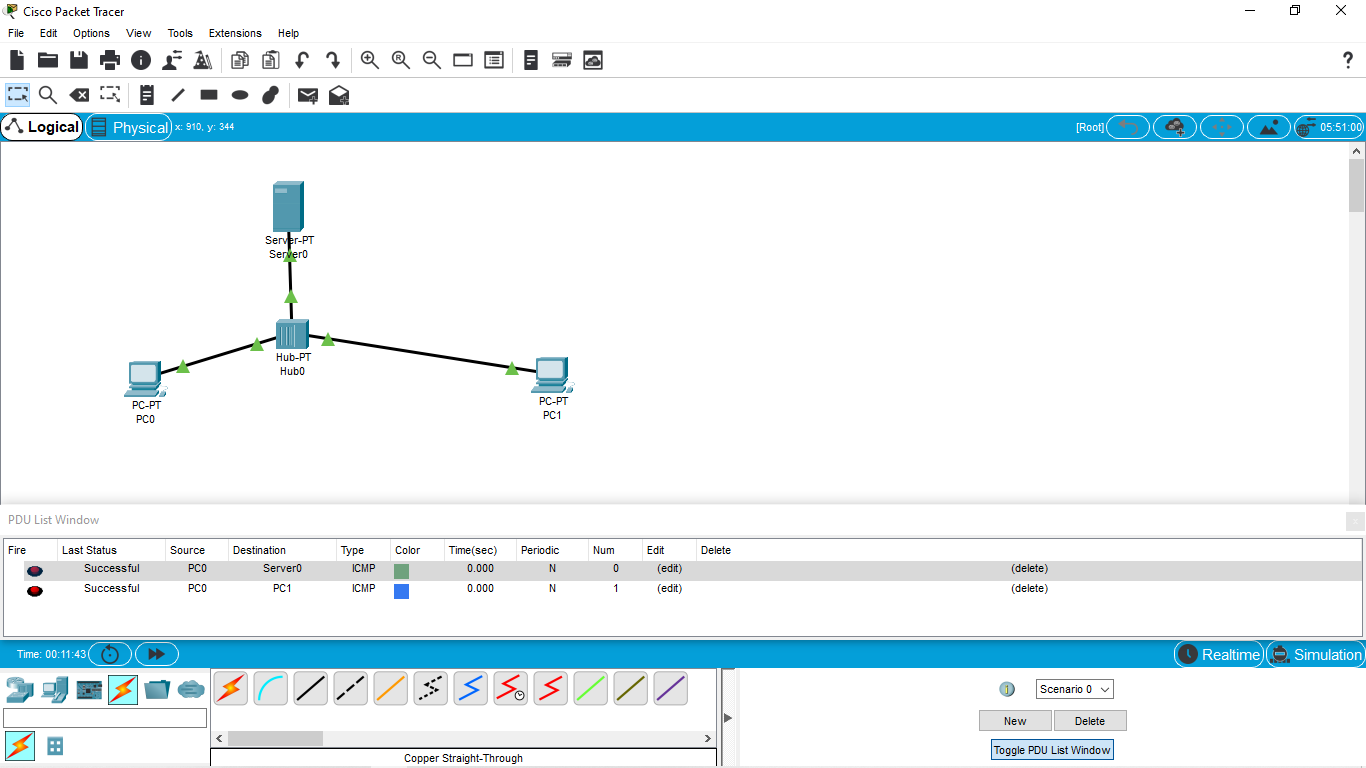 Cisco Packet Tracer
File Edit Options View Tools Extensions Help
?
Logical Physical x: 910, y: 344 [Root] 05:51:00
Server-PT
Server0
Hub-PT
Hub0
PC-PT
PC0
PC-PT
PC1
PDU List Window
Fire Last Status Source Destination Type Color Time(sec) Periodic Num Edit Delete
Successful PC0 Server0 ICMP 0.000 N 0 (edit) (delete)
Successful PC0 PC1 ICMP 0.000 N 1 (edit) (delete)
Time: 00:11:43 Realtime Simulation
Scenario 0
New Delete
Toggle PDU List Window
Copper Straight-Through